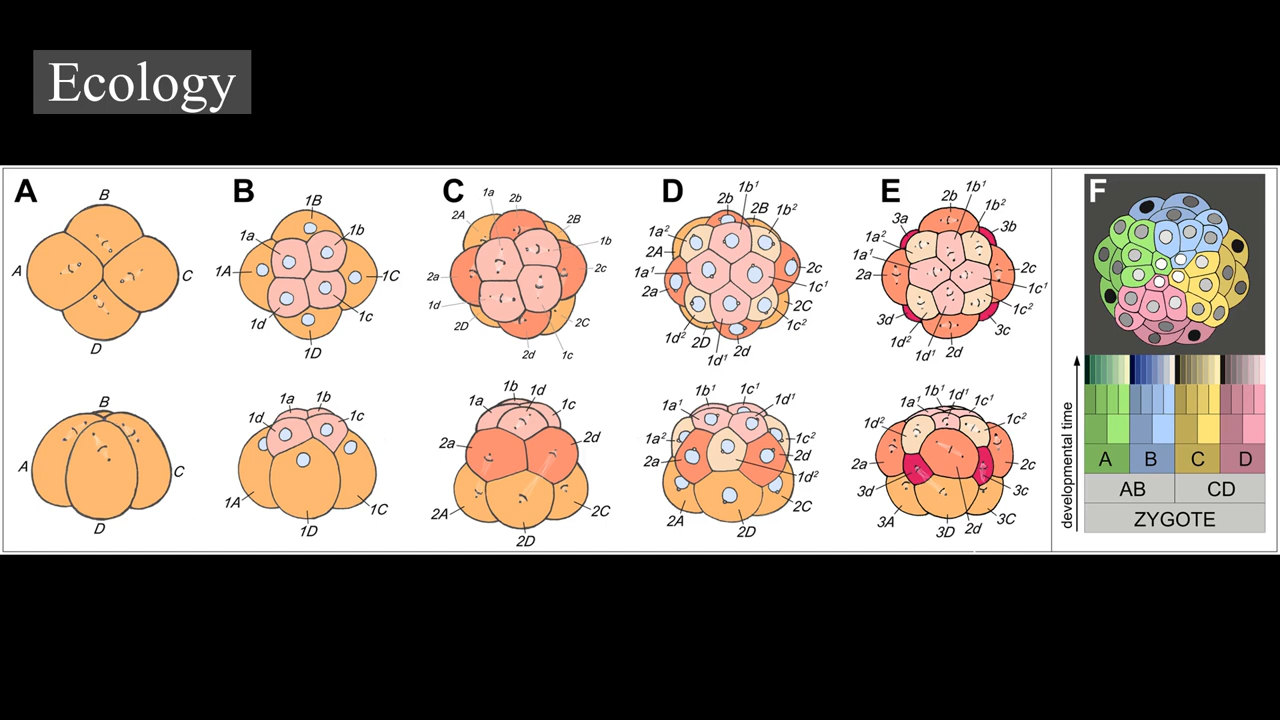 Ecology
A
B
A
C
D
B
1B
1a
1b
1A
1C
1d
1c
1D
C
1a
2b
2A
2B
1b
2a
2c
1d
2D
2C
2d
1c
D
1b¹
2b
2B
1b²
1a²
2A
1a¹
2a
2c
1c¹
2C
1c²
1d²
2D
1d¹
2d
E
2b
1b¹
1b²
3a
3b
1a²
1a¹
2a
2c
1c¹
1c²
3d
3c
1d²
1d¹
2d
F
B
A
C
D
1a
1b
1d
1c
1A
1C
1D
1b
1d
1a
1c
2a
2d
2A
2C
2D
1b¹
1c¹
1a¹
1d¹
1a²
1c²
2a
2d
1d²
2A
2C
2D
1b¹
1d¹
1a¹
1c¹
1d²
1c²
2a
2c
3d
3c
3A
3C
3D
2d
developmental time
A B C D
AB CD
ZYGOTE